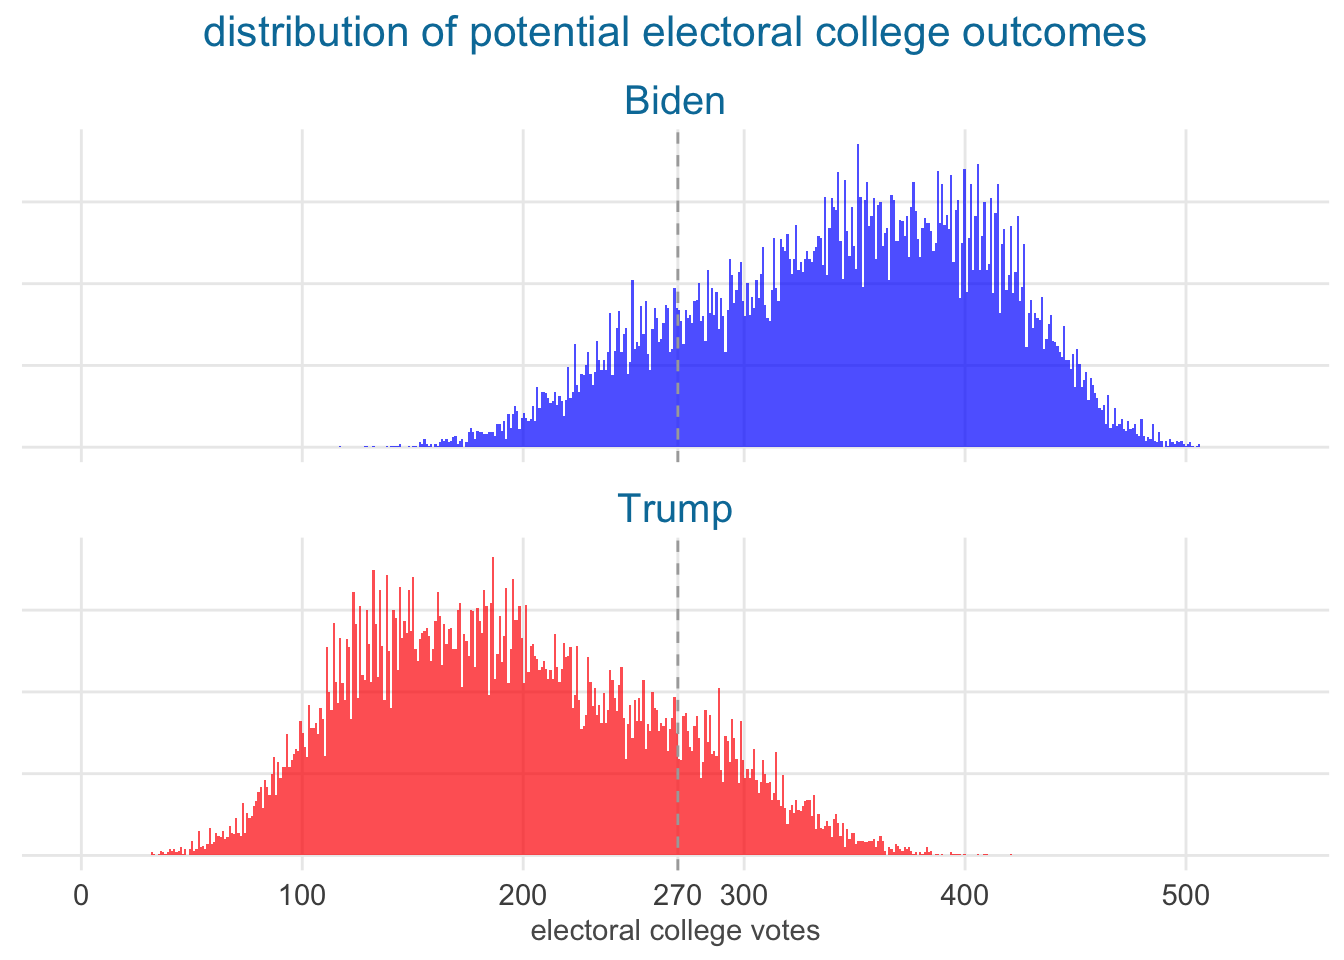 distribution of potential electoral college outcomes
Biden
Trump
0 100 200 270 300 400 500
electoral college votes